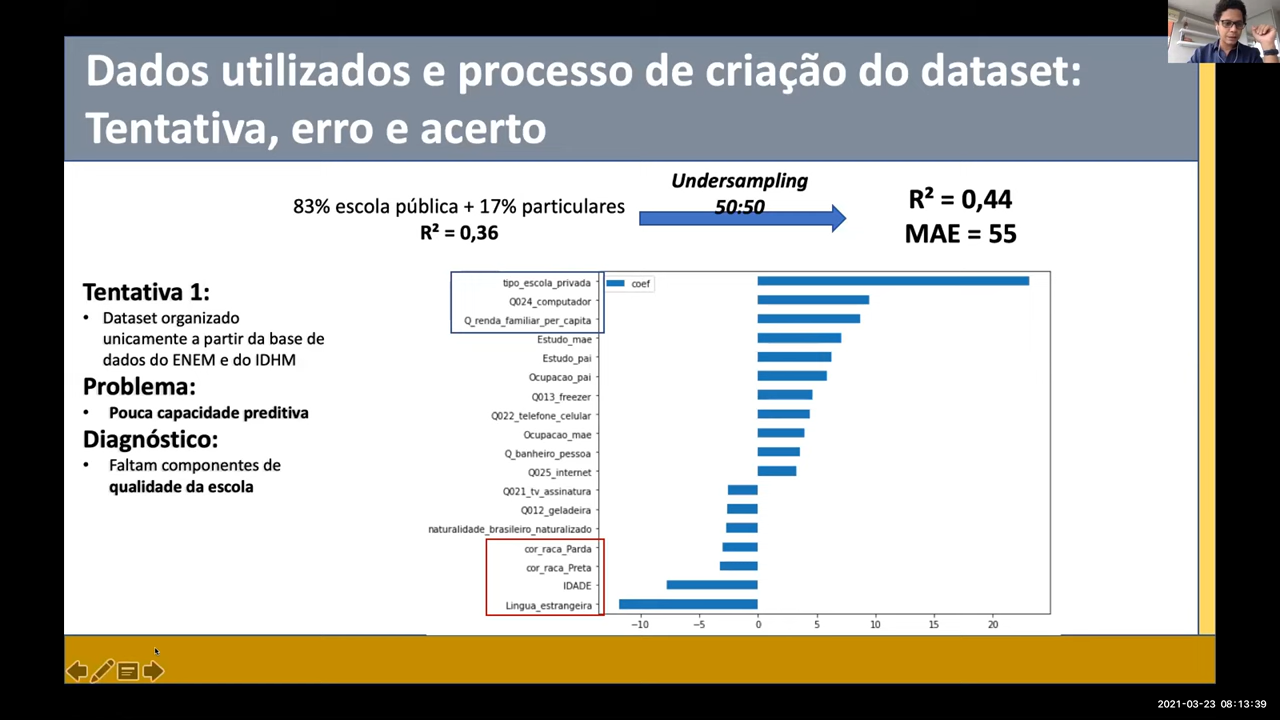 Dados utilizados e processo de criação do dataset:
Tentativa, erro e acerto
83% escola pública + 17% particulares
R² = 0,36
Undersampling
50:50
R² = 0,44
MAE = 55
Tentativa 1:
• Dataset organizado
unicamente a partir da base de
dados do ENEM e do IDHM
Problema:
• Pouca capacidade preditiva
Diagnóstico:
• Faltam componentes de
qualidade da escola
coef
tipo_escola_privada
Q024_computador
Q_renda_familiar_per_capita
Estudo_mae
Estudo_pai
Ocupacao_pai
Q013_freezer
Q022_telefone_celular
Ocupacao_mae
Q_banheiro_pessoa
Q025_internet
Q021_tv_assinatura
Q012_geladeira
naturalidade_brasileiro_naturalizado
cor_raca_Parda
cor_raca_Preta
IDADE
Lingua_estrangeira
−10 −5 0 5 10 15 20
2021-03-23 08:13:39